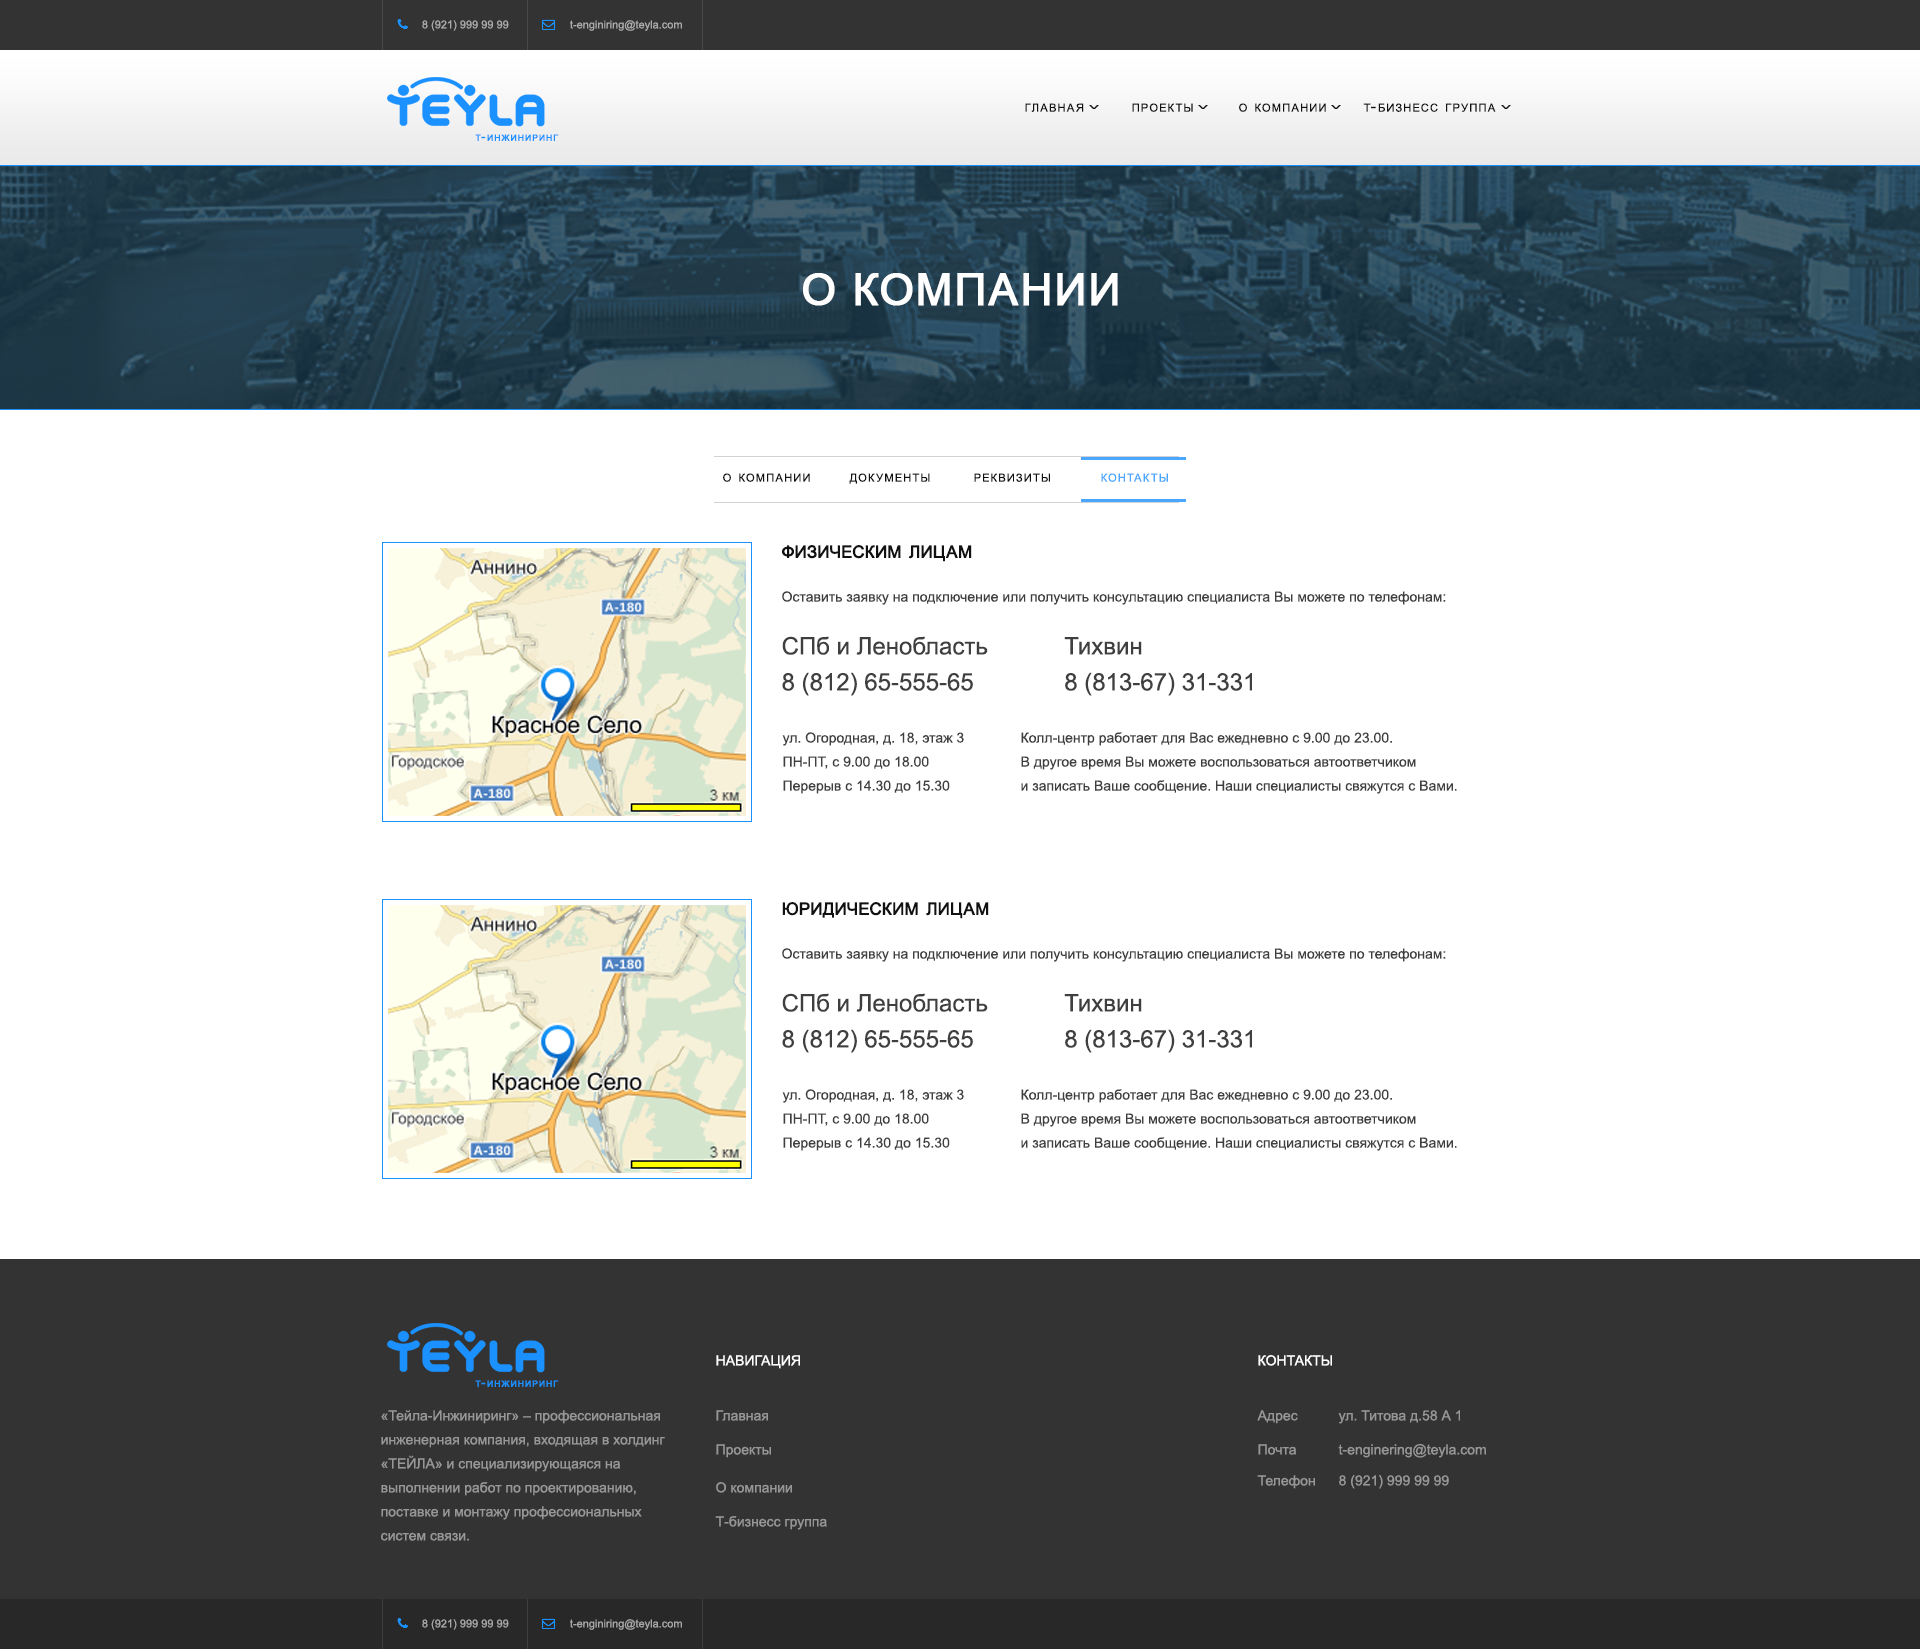 8 (921) 999 99 99
t-enginiring@teyla.com
TEYLA
Т-ИНЖИНИРИНГ
ГЛАВНАЯ
ПРОЕКТЫ
О КОМПАНИИ
Т-БИЗНЕСС ГРУППА
О КОМПАНИИ
О КОМПАНИИ
ДОКУМЕНТЫ
РЕКВИЗИТЫ
КОНТАКТЫ
Аннино
А-180
Красное Село
Городское
А-180
3 км
ФИЗИЧЕСКИМ ЛИЦАМ
Оставить заявку на подключение или получить консультацию специалиста Вы можете по телефонам:
СПб и Ленобласть
8 (812) 65-555-65
Тихвин
8 (813-67) 31-331
ул. Огородная, д. 18, этаж 3
ПН-ПТ, с 9.00 до 18.00
Перерыв с 14.30 до 15.30
Колл-центр работает для Вас ежедневно с 9.00 до 23.00.
В другое время Вы можете воспользоваться автоответчиком
и записать Ваше сообщение. Наши специалисты свяжутся с Вами.
Аннино
А-180
Красное Село
Городское
А-180
3 км
ЮРИДИЧЕСКИМ ЛИЦАМ
Оставить заявку на подключение или получить консультацию специалиста Вы можете по телефонам:
СПб и Ленобласть
8 (812) 65-555-65
Тихвин
8 (813-67) 31-331
ул. Огородная, д. 18, этаж 3
ПН-ПТ, с 9.00 до 18.00
Перерыв с 14.30 до 15.30
Колл-центр работает для Вас ежедневно с 9.00 до 23.00.
В другое время Вы можете воспользоваться автоответчиком
и записать Ваше сообщение. Наши специалисты свяжутся с Вами.
TEYLA
Т-ИНЖИНИРИНГ
«Тейла-Инжиниринг» – профессиональная
инженерная компания, входящая в холдинг
«ТЕЙЛА» и специализирующаяся на
выполнении работ по проектированию,
поставке и монтажу профессиональных
систем связи.
НАВИГАЦИЯ
Главная
Проекты
О компании
Т-бизнесс группа
КОНТАКТЫ
Адрес ул. Титова д.58 А 1
Почта t-enginering@teyla.com
Телефон 8 (921) 999 99 99
8 (921) 999 99 99
t-enginiring@teyla.com